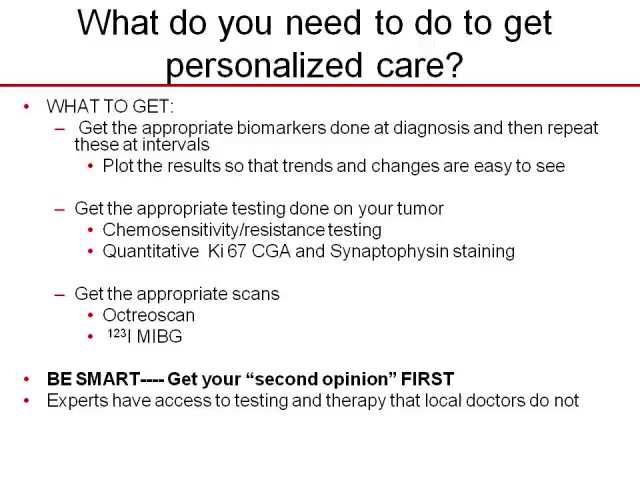 What do you need to do to get
personalized care?
• WHAT TO GET:
– Get the appropriate biomarkers done at diagnosis and then repeat
these at intervals
• Plot the results so that trends and changes are easy to see
– Get the appropriate testing done on your tumor
• Chemosensitivity/resistance testing
• Quantitative Ki 67 CGA and Synaptophysin staining
– Get the appropriate scans
• Octreoscan
• ¹²³I MIBG
• BE SMART---- Get your “second opinion” FIRST
• Experts have access to testing and therapy that local doctors do not